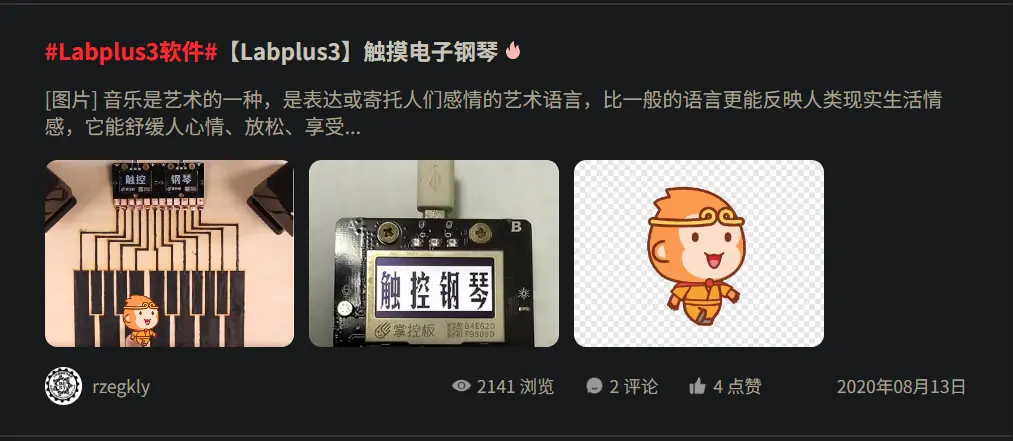 #Labplus3软件#【Labplus3】触摸电子钢琴
[图片] 音乐是艺术的一种，是表达或寄托人们感情的艺术语言，比一般的语言更能反映人类现实生活情
感，它能舒缓人心情、放松、享受...
触控 钢琴
A B
触控钢琴
掌控板
rzegkly
2141 浏览
2 评论
4 点赞
2020年08月13日